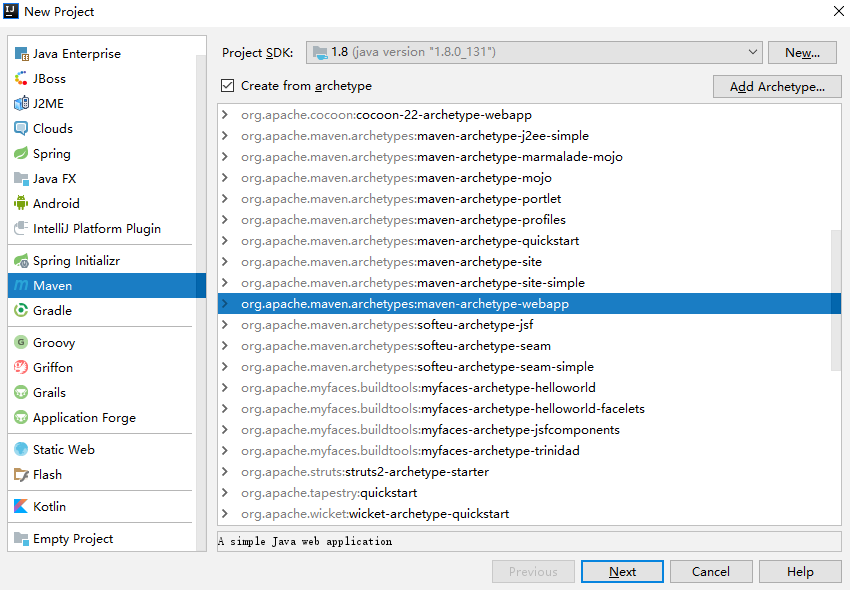 New Project
Java Enterprise
JBoss
J2ME
Clouds
Spring
Java FX
Android
IntelliJ Platform Plugin
Spring Initializr
Maven
Gradle
Groovy
Griffon
Grails
Application Forge
Static Web
Flash
Kotlin
Empty Project
Project SDK: 1.8 (java version "1.8.0_131") New...
Create from archetype Add Archetype...
org.apache.cocoon:cocoon-22-archetype-webapp
org.apache.maven.archetypes:maven-archetype-j2ee-simple
org.apache.maven.archetypes:maven-archetype-marmalade-mojo
org.apache.maven.archetypes:maven-archetype-mojo
org.apache.maven.archetypes:maven-archetype-portlet
org.apache.maven.archetypes:maven-archetype-profiles
org.apache.maven.archetypes:maven-archetype-quickstart
org.apache.maven.archetypes:maven-archetype-site
org.apache.maven.archetypes:maven-archetype-site-simple
org.apache.maven.archetypes:maven-archetype-webapp
org.apache.maven.archetypes:softeu-archetype-jsf
org.apache.maven.archetypes:softeu-archetype-seam
org.apache.maven.archetypes:softeu-archetype-seam-simple
org.apache.myfaces.buildtools:myfaces-archetype-helloworld
org.apache.myfaces.buildtools:myfaces-archetype-helloworld-facelets
org.apache.myfaces.buildtools:myfaces-archetype-jsfcomponents
org.apache.myfaces.buildtools:myfaces-archetype-trinidad
org.apache.struts:struts2-archetype-starter
org.apache.tapestry:quickstart
org.apache.wicket:wicket-archetype-quickstart
A simple Java web application
Previous Next Cancel Help